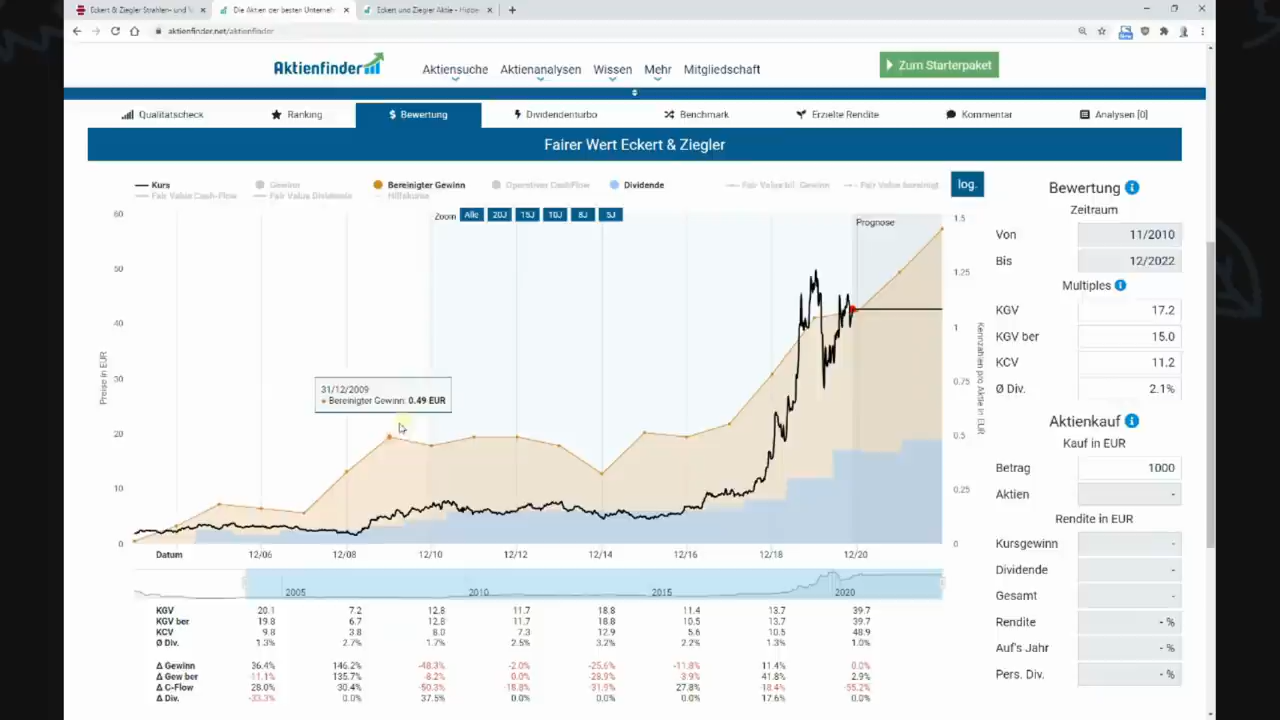 Eckert & Ziegler Strahlen- und V
Die Aktien der besten Unterneh
Eckert und Ziegler Aktie -
aktienfinder.net/aktienfinder
Aktienfinder
Aktiensuche Aktienanalysen Wissen Mehr Mitgliedschaft
Zum Starterpaket
Qualitätscheck Ranking $ Bewertung Dividendenturbo Benchmark Erzielte Rendite Kommentar Analysen [0]
Fairer Wert Eckert & Ziegler
Kurs Gewinn Bereinigter Gewinn Operativer CashFlow Dividende Fair Value bil. Gewinn Fair Value bereinigt
Fair Value Cash-Flow Fair Value Dividende Hilfskurve
log.
Zoom Alle 20J 15J 10J 8J 5J
Prognose
60
50
40
30
20
10
0
Preise in EUR
1.5
1.25
1
0.75
0.5
0.25
0
Kennzahlen pro Aktie in EUR
31/12/2009
Bereinigter Gewinn: 0.49 EUR
Datum 12/06 12/08 12/10 12/12 12/14 12/16 12/18 12/20
2005 2010 2015 2020
KGV 20.1 7.2 12.8 11.7 18.8 11.4 13.7 39.7
KGV ber 19.8 6.7 12.8 11.7 18.8 10.5 13.7 39.7
KCV 9.8 3.8 8.0 7.3 12.9 5.6 10.5 48.9
Ø Div. 1.3% 2.7% 1.7% 2.5% 3.2% 2.2% 1.3% 1.0%
Δ Gewinn 36.4% 146.2% -48.3% -2.0% -25.6% -11.8% 11.4% 0.0%
Δ Gew ber -11.1% 135.7% -8.2% 0.0% -28.9% -3.9% 41.8% 2.9%
Δ C-Flow 28.0% 30.4% -50.3% -18.8% -31.9% 27.8% -18.4% -55.2%
Δ Div. -33.3% 0.0% 37.5% 0.0% 0.0% 0.0% 17.6% 0.0%
Bewertung
Zeitraum
Von 11/2010
Bis 12/2022
Multiples
KGV 17.2
KGV ber 15.0
KCV 11.2
Ø Div. 2.1%
Aktienkauf
Kauf in EUR
Betrag 1000
Aktien -
Rendite in EUR
Kursgewinn -
Dividende -
Gesamt -
Rendite - %
Auf's Jahr - %
Pers. Div. - %